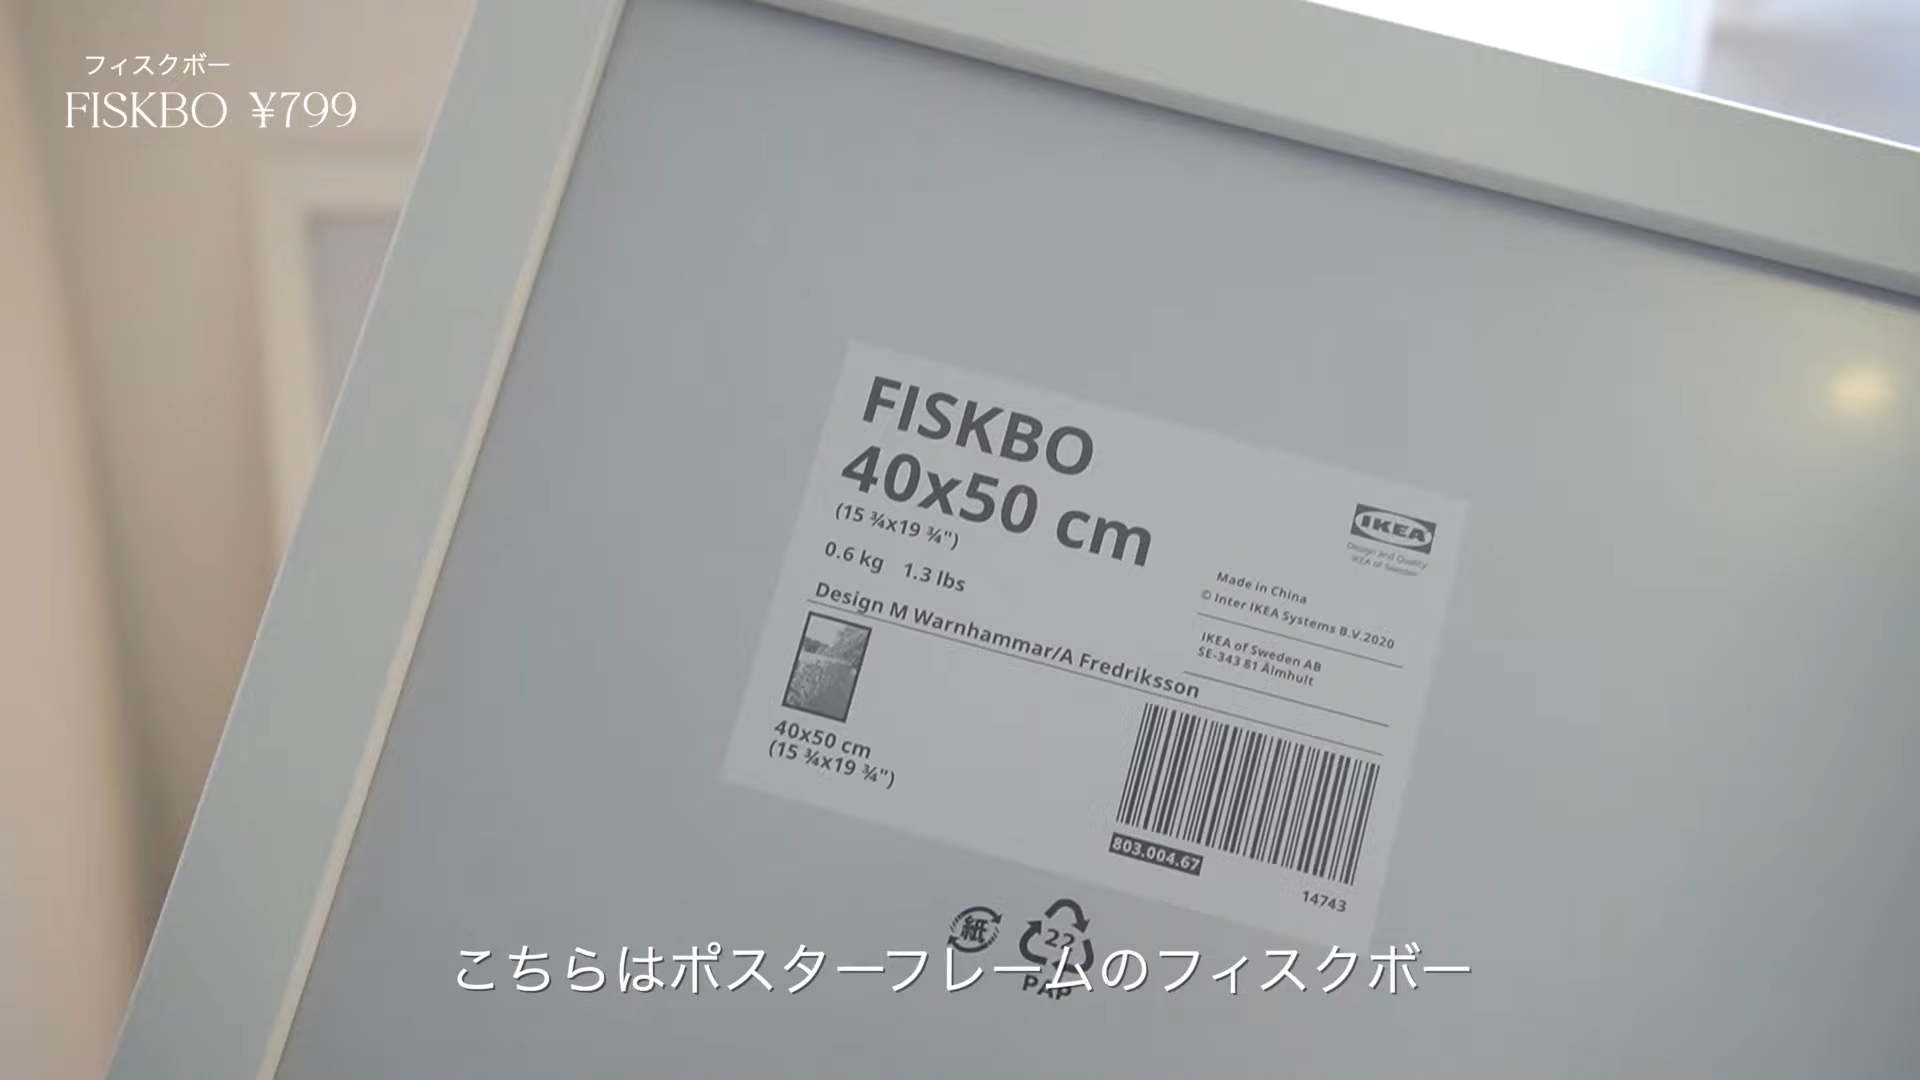 フィスクボー
FISKBO ¥799
FISKBO
40x50 cm
(15 ¾x19 ¾")
0.6 kg 1.3 lbs
Design M Warnhammar/A Fredriksson
40x50 cm
(15 ¾x19 ¾")
IKEA
Design and Quality
IKEA of Sweden
Made in China
© Inter IKEA Systems B.V.2020
IKEA of Sweden AB
SE-343 81 Älmhult
803.004.67
14743
紙
22
PAP
こちらはポスターフレームのフィスクボー